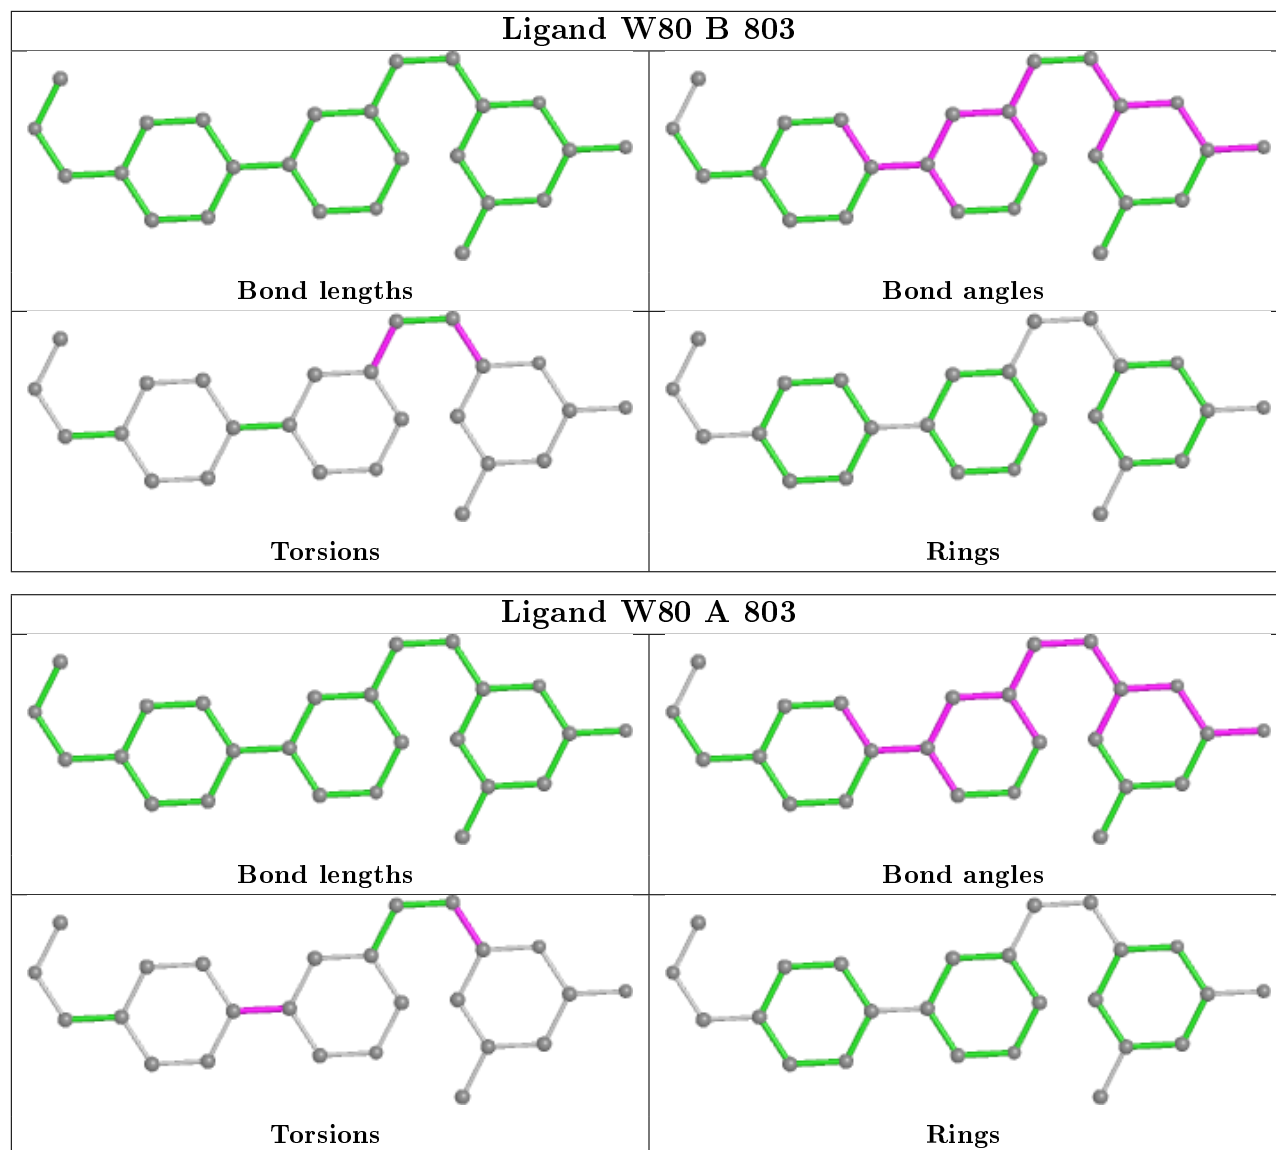 Ligand W80 B 803
Bond lengths
Bond angles
Torsions
Rings
Ligand W80 A 803
Bond lengths
Bond angles
Torsions
Rings